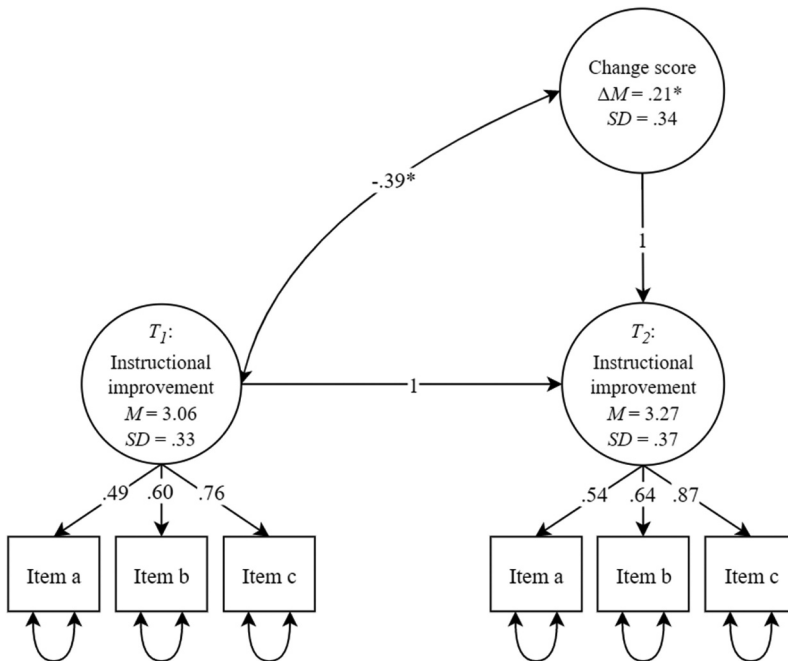 Change score
ΔM = .21*
SD = .34
-.39*
1
T1:
Instructional
improvement
M = 3.06
SD = .33
1
T2:
Instructional
improvement
M = 3.27
SD = .37
.49 .60 .76
.54 .64 .87
Item a Item b Item c
Item a Item b Item c